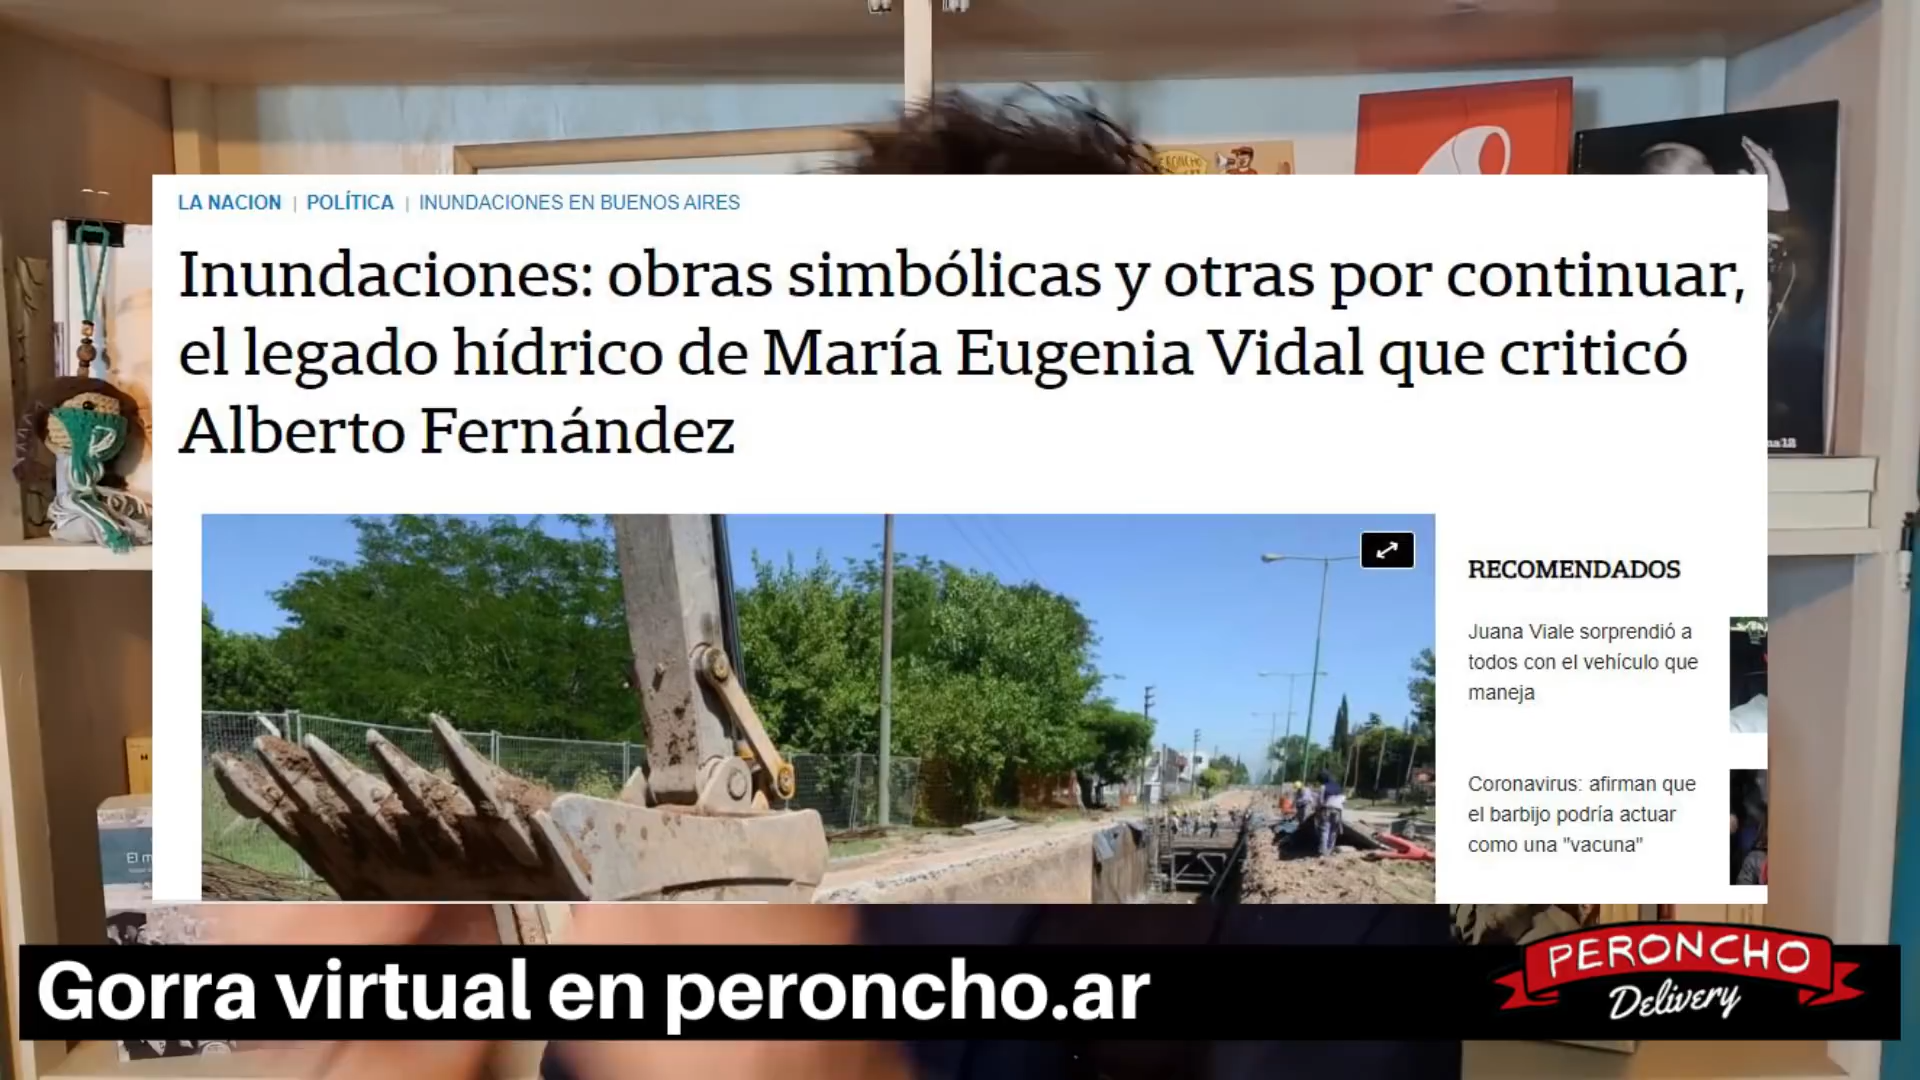 LA NACION | POLÍTICA | INUNDACIONES EN BUENOS AIRES
Inundaciones: obras simbólicas y otras por continuar,
el legado hídrico de María Eugenia Vidal que criticó
Alberto Fernández
RECOMENDADOS
Juana Viale sorprendió a
todos con el vehículo que
maneja
Coronavirus: afirman que
el barbijo podría actuar
como una "vacuna"
Gorra virtual en peroncho.ar
PERONCHO
Delivery